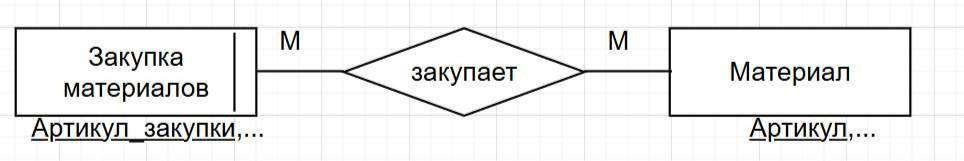 Закупка
материалов
М
закупает
М
Материал
Артикул_закупки,...
Артикул,...